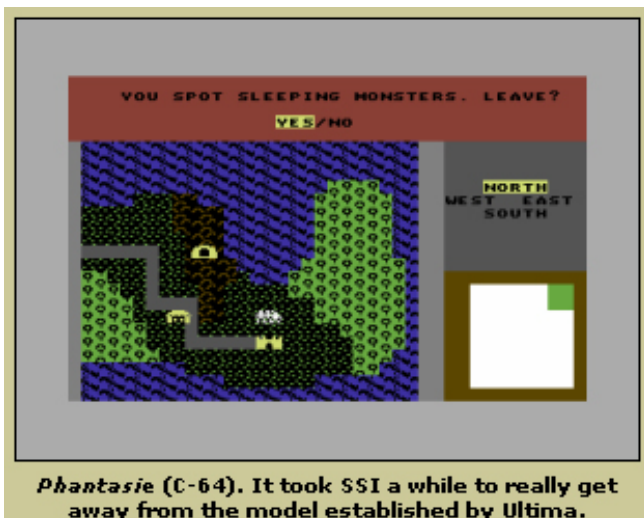 YOU SPOT SLEEPING MONSTERS. LEAVE?
YES/NO
NORTH
WEST EAST
SOUTH
Phantasie (C-64). It took SSI a while to really get
away from the model established by Ultima.